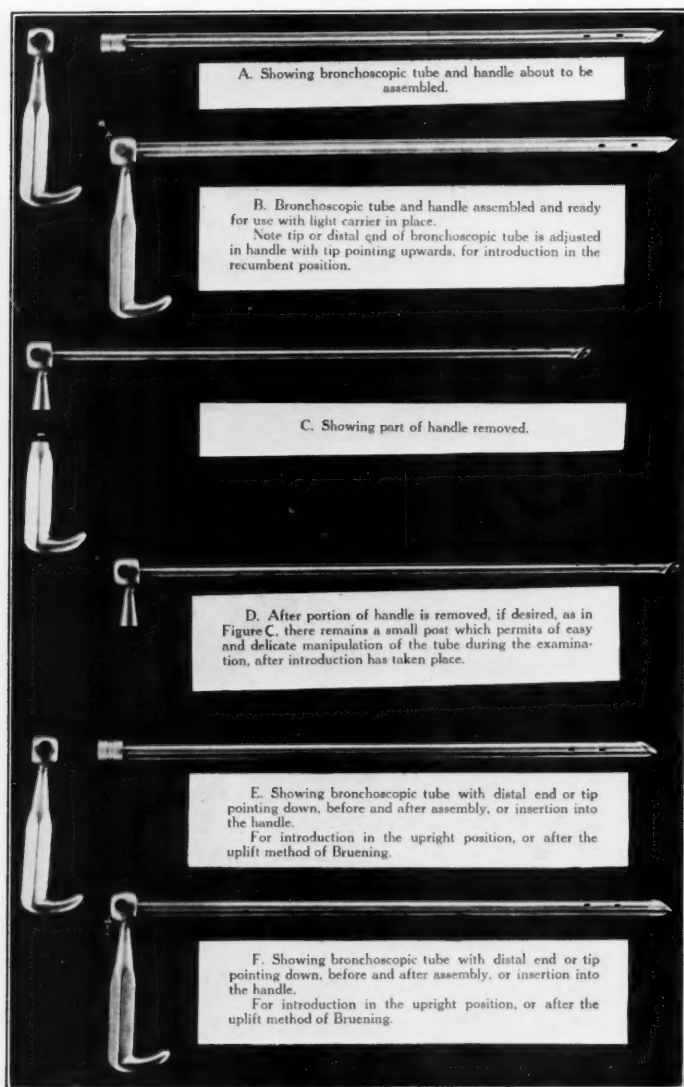 A. Showing bronchoscopic tube and handle about to be
assembled.
B. Bronchoscopic tube and handle assembled and ready
for use with light carrier in place.
Note tip or distal end of bronchoscopic tube is adjusted
in handle with tip pointing upwards, for introduction in the
recumbent position.
C. Showing part of handle removed.
D. After portion of handle is removed, if desired, as in
Figure C, there remains a small post which permits of easy
and delicate manipulation of the tube during the examina-
tion, after introduction has taken place.
E. Showing bronchoscopic tube with distal end or tip
pointing down, before and after assembly, or insertion into
the handle.
For introduction in the upright position, or after the
uplift method of Bruening.
F. Showing bronchoscopic tube with distal end or tip
pointing down, before and after assembly, or insertion into
the handle.
For introduction in the upright position, or after the
uplift method of Bruening.